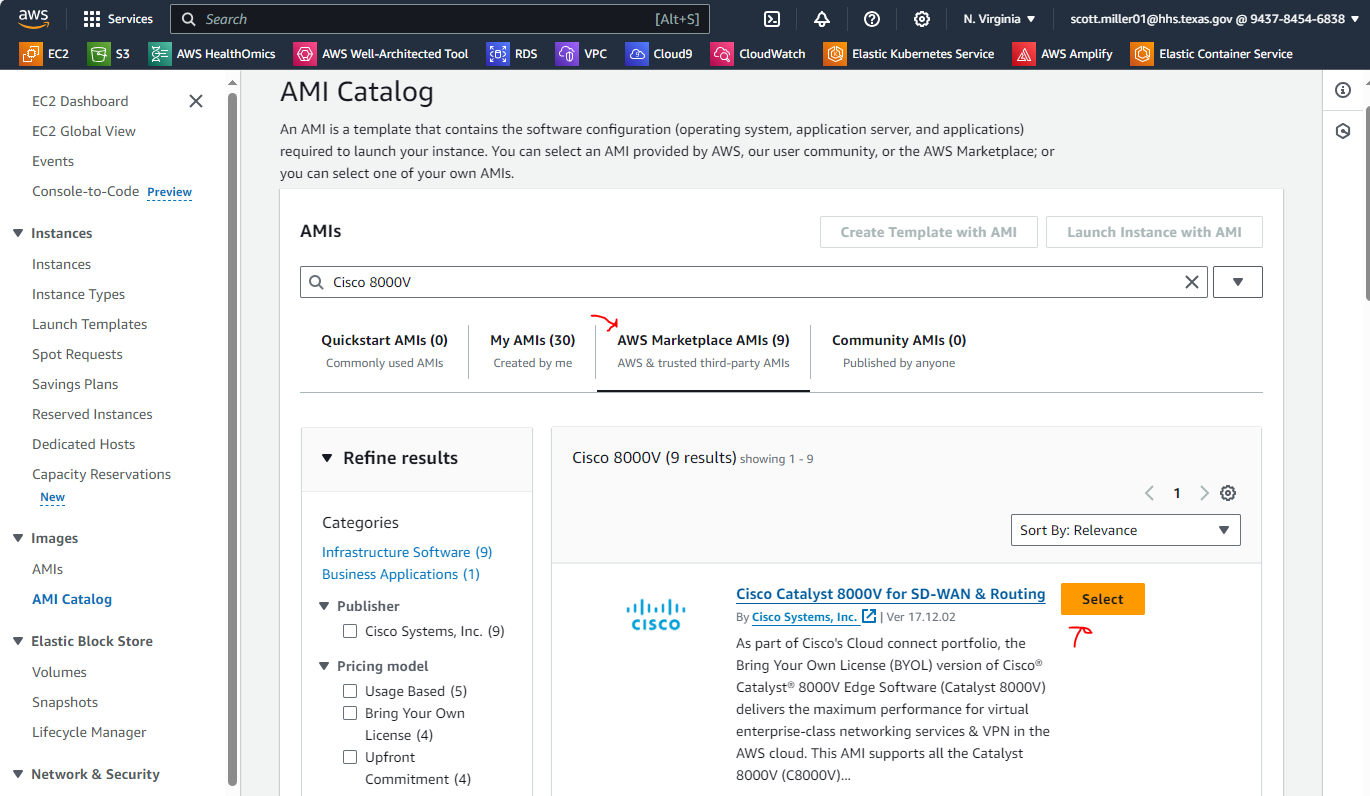 aws
Services
Search [Alt+S]
N. Virginia
scott.miller01@hhs.texas.gov @ 9437-8454-6838
EC2
S3
AWS HealthOmics
AWS Well-Architected Tool
RDS
VPC
Cloud9
CloudWatch
Elastic Kubernetes Service
AWS Amplify
Elastic Container Service
EC2 Dashboard
EC2 Global View
Events
Console-to-Code Preview
Instances
Instances
Instance Types
Launch Templates
Spot Requests
Savings Plans
Reserved Instances
Dedicated Hosts
Capacity Reservations
New
Images
AMIs
AMI Catalog
Elastic Block Store
Volumes
Snapshots
Lifecycle Manager
Network & Security
AMI Catalog
An AMI is a template that contains the software configuration (operating system, application server, and applications)
required to launch your instance. You can select an AMI provided by AWS, our user community, or the AWS Marketplace; or
you can select one of your own AMIs.
AMIs
Create Template with AMI
Launch Instance with AMI
Cisco 8000V
Quickstart AMIs (0)
Commonly used AMIs
My AMIs (30)
Created by me
AWS Marketplace AMIs (9)
AWS & trusted third-party AMIs
Community AMIs (0)
Published by anyone
Refine results
Categories
Infrastructure Software (9)
Business Applications (1)
Publisher
Cisco Systems, Inc. (9)
Pricing model
Usage Based (5)
Bring Your Own
License (4)
Upfront
Commitment (4)
Cisco 8000V (9 results) showing 1 - 9
1
Sort By: Relevance
CISCO
Cisco Catalyst 8000V for SD-WAN & Routing
Select
By Cisco Systems, Inc. | Ver 17.12.02
As part of Cisco's Cloud connect portfolio, the
Bring Your Own License (BYOL) version of Cisco®
Catalyst® 8000V Edge Software (Catalyst 8000V)
delivers the maximum performance for virtual
enterprise-class networking services & VPN in the
AWS cloud. This AMI supports all the Catalyst
8000V (C8000V)...